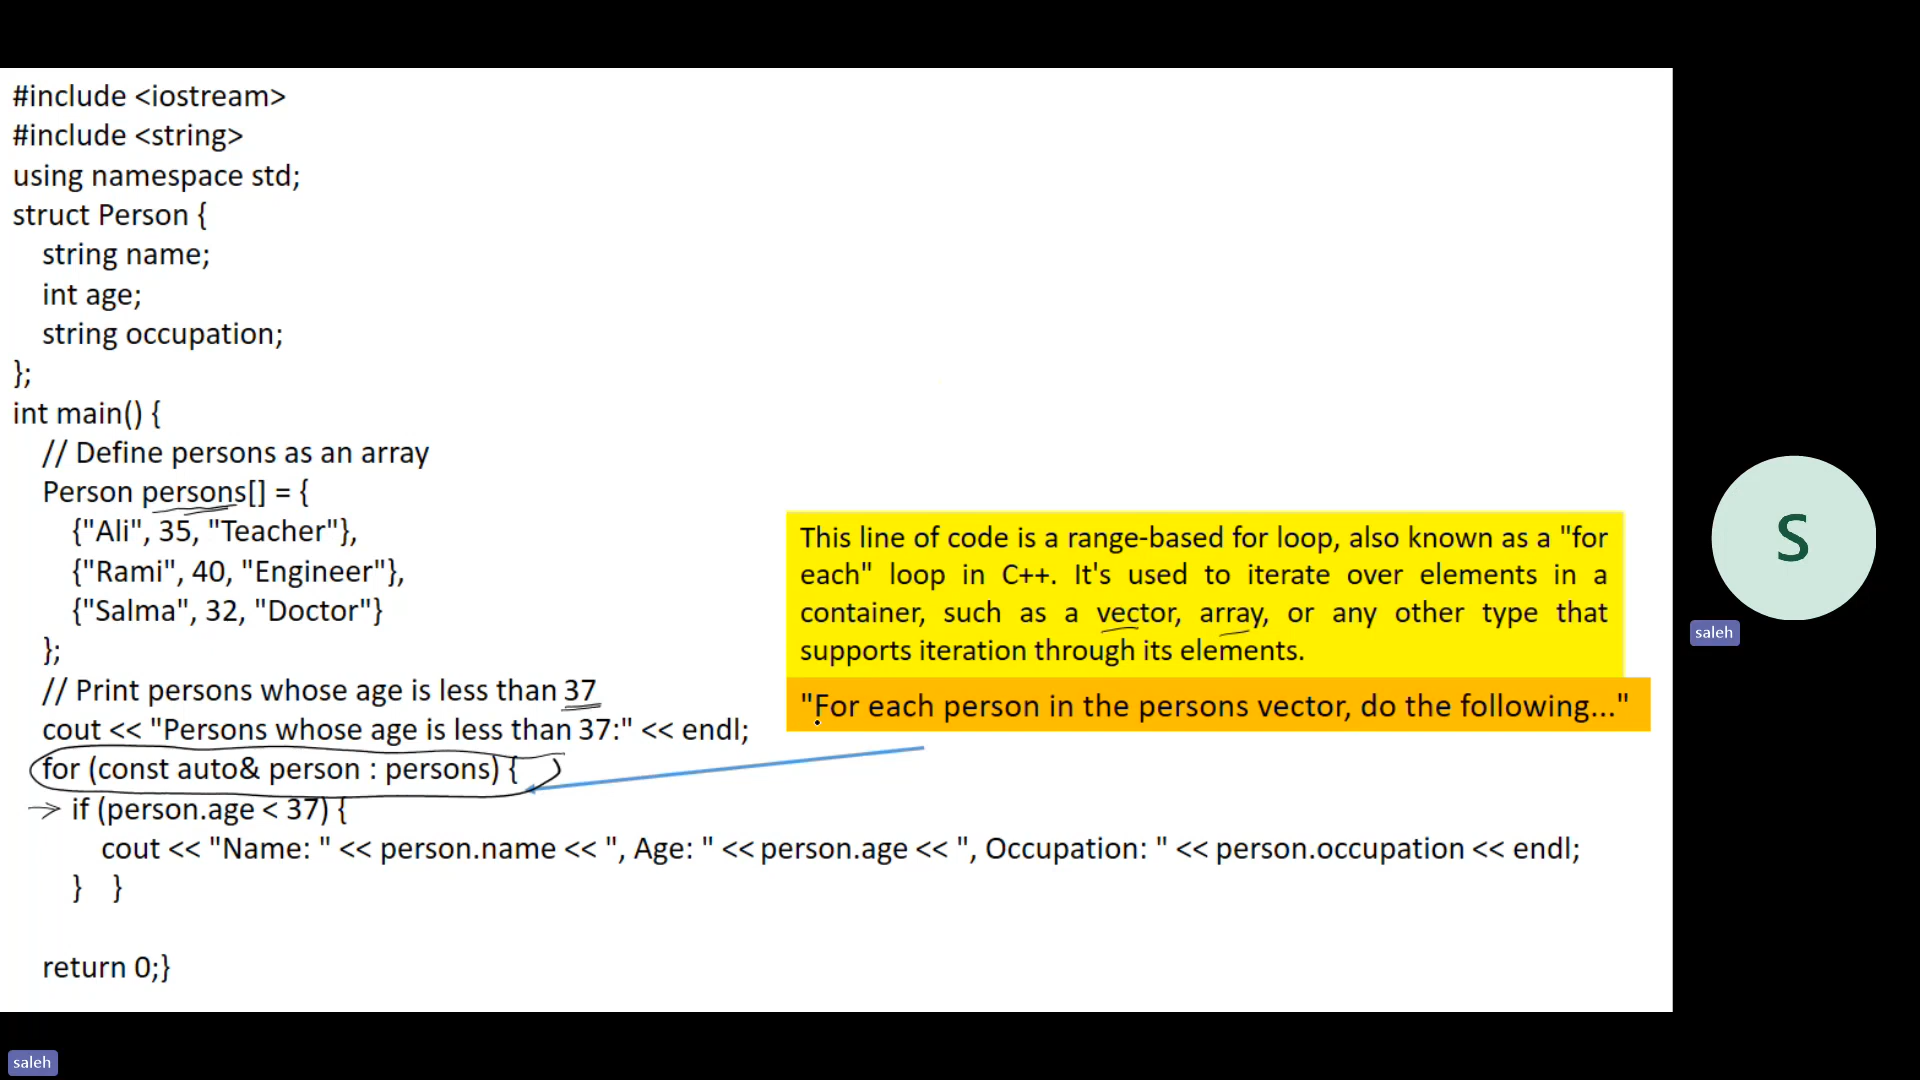 #include <iostream>
#include <string>
using namespace std;
struct Person {
string name;
int age;
string occupation;
};
int main() {
// Define persons as an array
Person persons[] = {
{"Ali", 35, "Teacher"},
{"Rami", 40, "Engineer"},
{"Salma", 32, "Doctor"}
};
// Print persons whose age is less than 37
cout << "Persons whose age is less than 37:" << endl;
for (const auto& person : persons) {
if (person.age < 37) {
cout << "Name: " << person.name << ", Age: " << person.age << ", Occupation: " << person.occupation << endl;
} }
return 0;}
This line of code is a range-based for loop, also known as a "for
each" loop in C++. It's used to iterate over elements in a
container, such as a vector, array, or any other type that
supports iteration through its elements.
"For each person in the persons vector, do the following..."
S
saleh
saleh